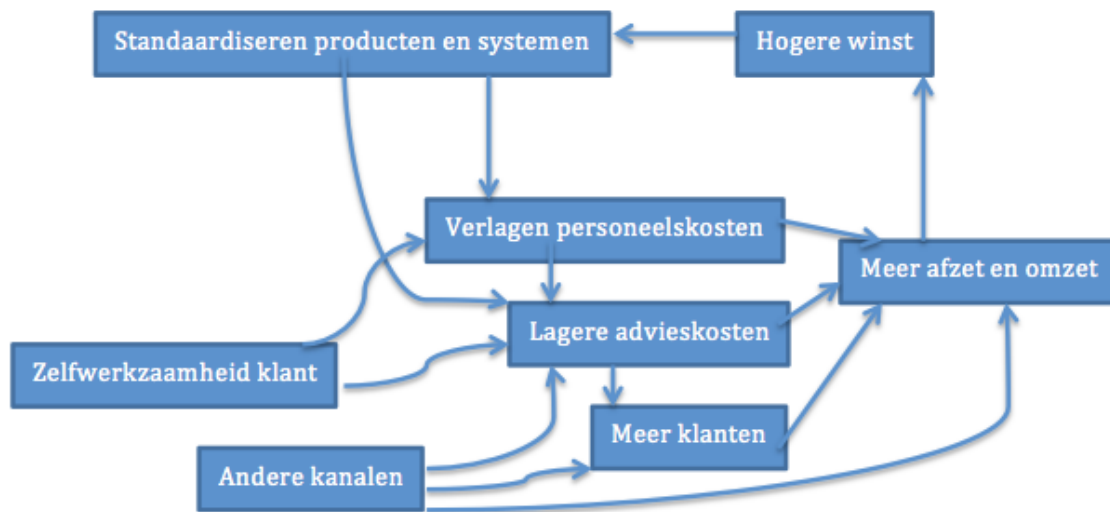 Standaardiseren producten en systemen
Hogere winst
Verlagen personeelskosten
Meer afzet en omzet
Lagere advieskosten
Zelfwerkzaamheid klant
Meer klanten
Andere kanalen